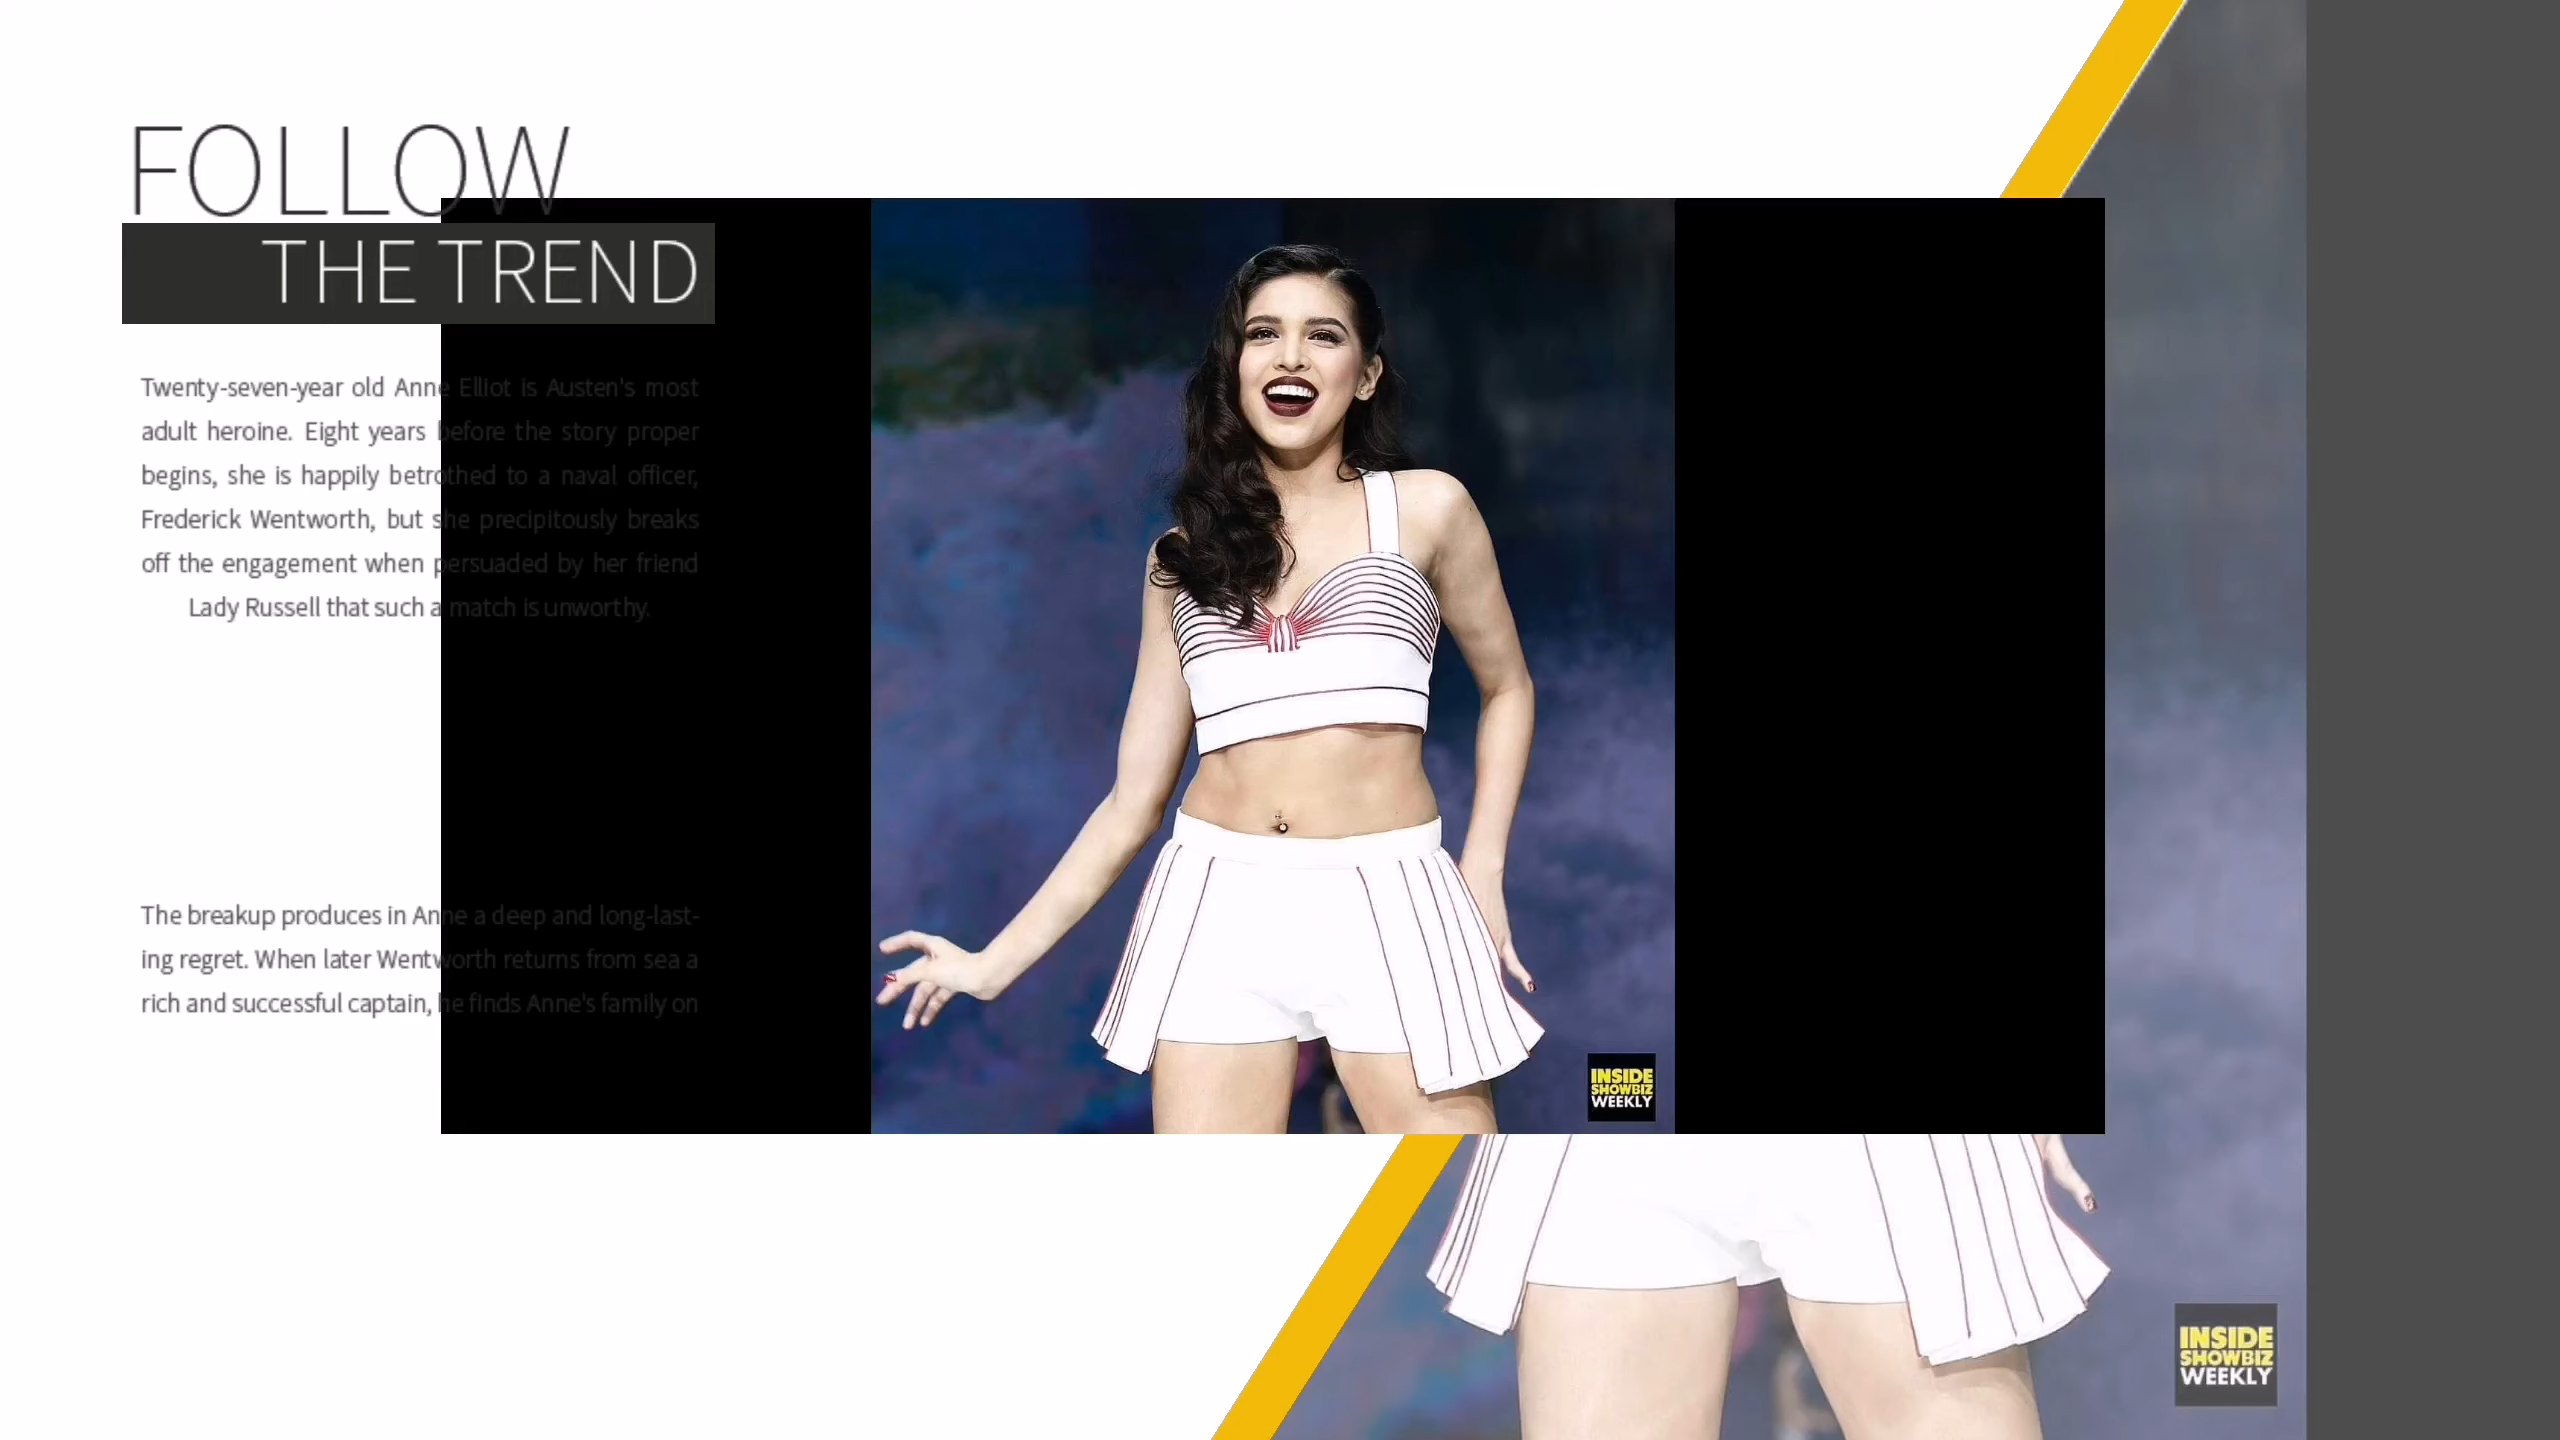 FOLLOW
THE TREND
Twenty-seven-year old Anne Elliot is Austen's most
adult heroine. Eight years before the story proper
begins, she is happily betrothed to a naval officer,
Frederick Wentworth, but she precipitously breaks
off the engagement when persuaded by her friend
Lady Russell that such a match is unworthy.
The breakup produces in Anne a deep and long-last-
ing regret. When later Wentworth returns from sea a
rich and successful captain, he finds Anne's family on
INSIDE
SHOWBIZ
WEEKLY
INSIDE
SHOWBIZ
WEEKLY